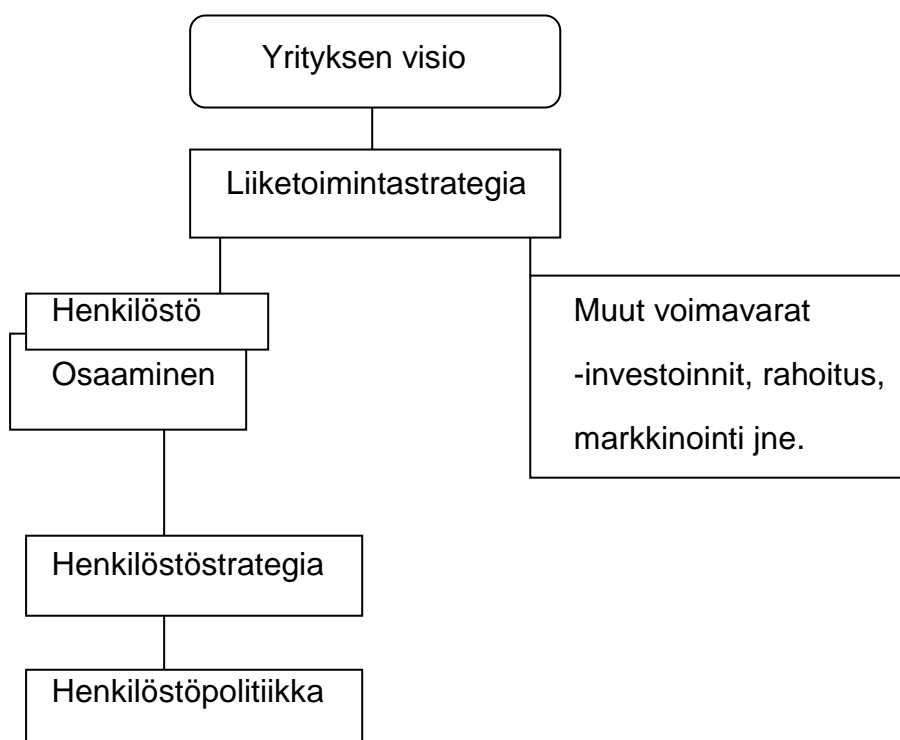 Yrityksen visio
Liiketoimintastrategia
Henkilöstö
Osaaminen
Muut voimavarat
-investoinnit, rahoitus,
markkinointi jne.
Henkilöstöstrategia
Henkilöstöpolitiikka